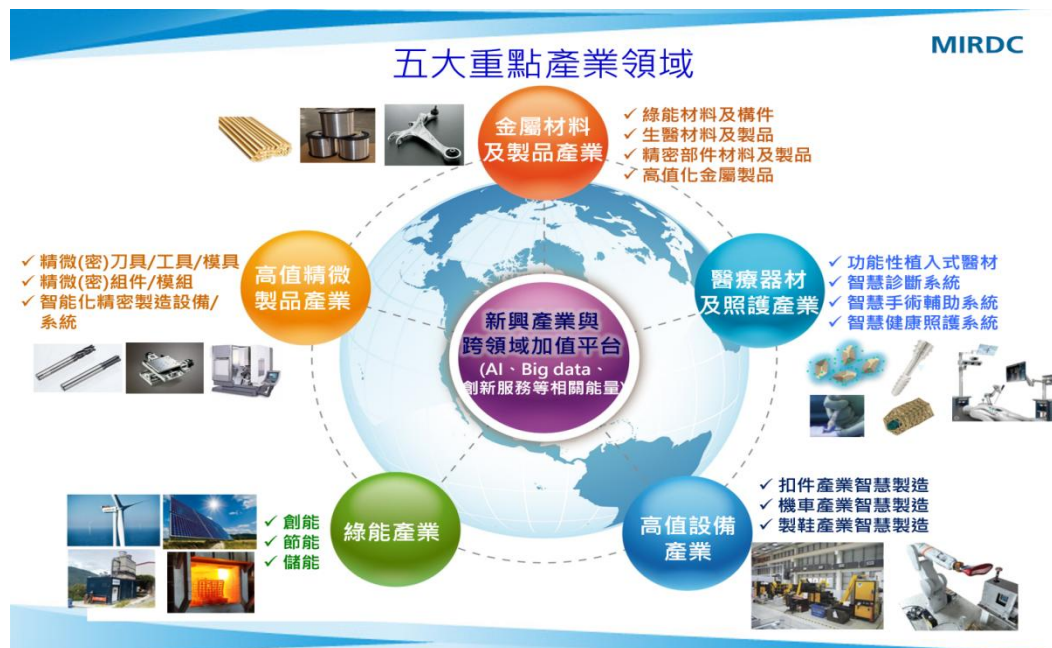 MIRDC
五大重點產業領域
金屬材料
及製品產業
✓ 綠能材料及構件
✓ 生醫材料及製品
✓ 精密部件材料及製品
✓ 高值化金屬製品
✓ 精微(密)刀具/工具/模具
✓ 精微(密)組件/模組
✓ 智能化精密製造設備/
系統
高值精微
製品產業
醫療器材
及照護產業
✓ 功能性植入式醫材
✓ 智慧診斷系統
✓ 智慧手術輔助系統
✓ 智慧健康照護系統
新興產業與
跨領域加值平台
(AI、Big data、
創新服務等相關能量)
✓ 創能
✓ 節能
✓ 儲能
綠能產業
高值設備
產業
✓ 扣件產業智慧製造
✓ 機車產業智慧製造
✓ 製鞋產業智慧製造